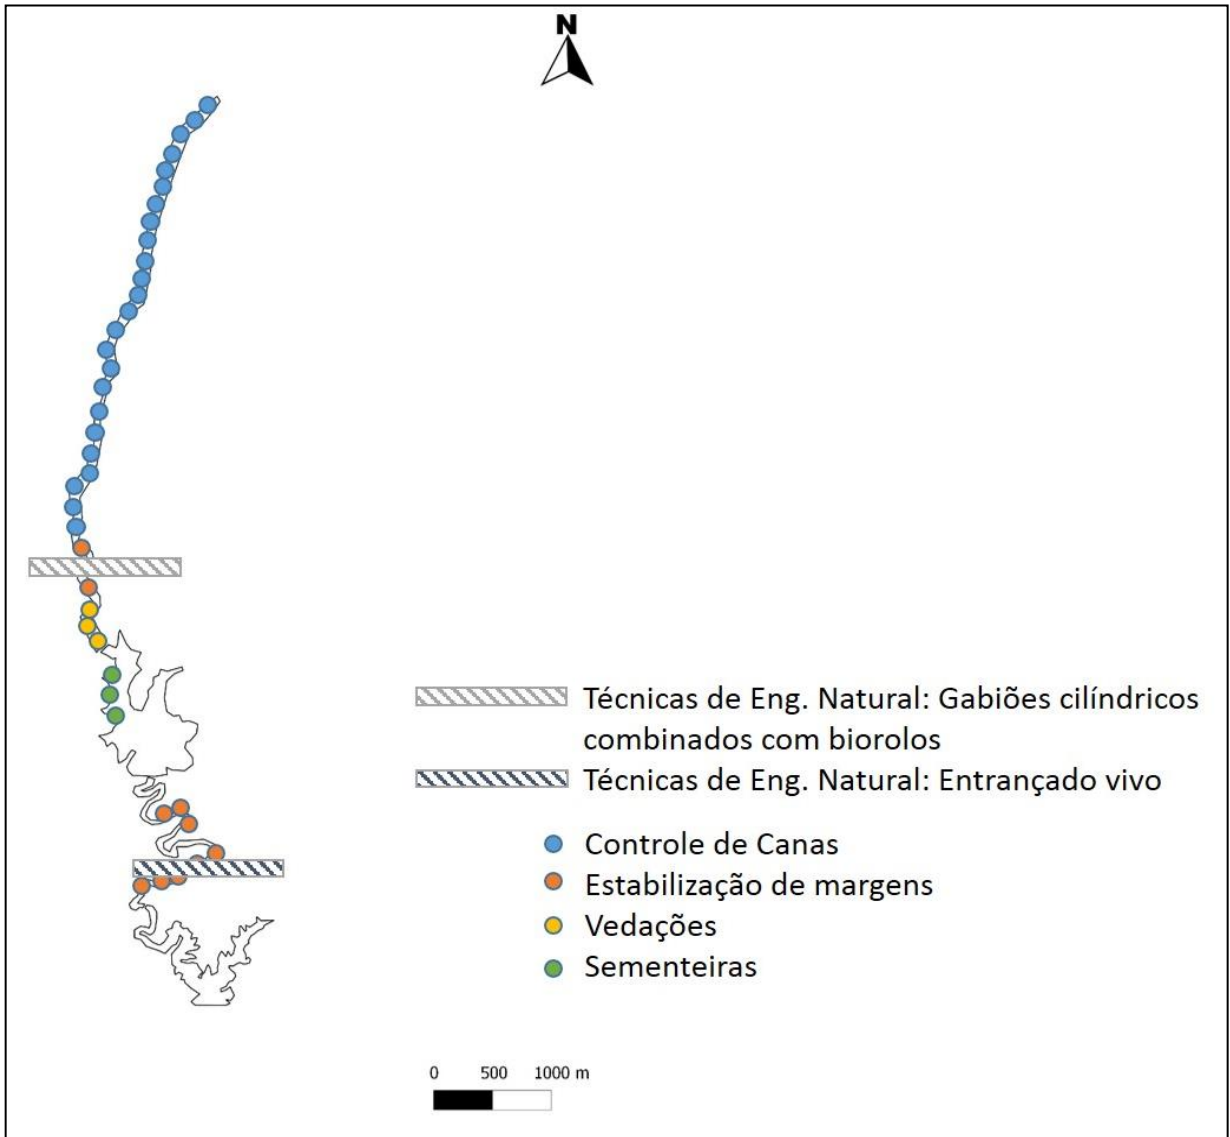 N
Técnicas de Eng. Natural: Gabiões cilíndricos
combinados com biorolos
Técnicas de Eng. Natural: Entrançado vivo
Controle de Canas
Estabilização de margens
Vedações
Sementeiras
0 500 1000 m